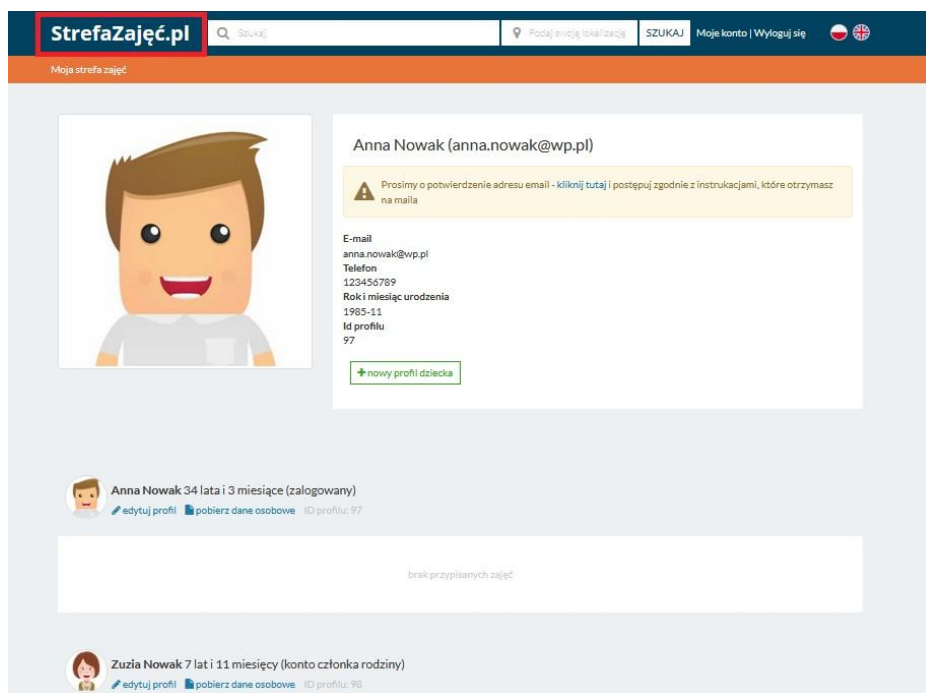 StrefaZajęć.pl Szukaj Podaj swoją lokalizację SZUKAJ Moje konto | Wyloguj się
Moja strefa zajęć
Anna Nowak (anna.nowak@wp.pl)
Prosimy o potwierdzenie adresu email - kliknij tutaj i postępuj zgodnie z instrukacjami, które otrzymasz
na maila
E-mail
anna.nowak@wp.pl
Telefon
123456789
Rok i miesiąc urodzenia
1985-11
Id profilu
97
+nowy profil dziecka
Anna Nowak 34 lata i 3 miesiące (zalogowany)
edytuj profil pobierz dane osobowe ID profilu: 97
brak przypisanych zajęć
Zuzia Nowak 7 lat i 11 miesięcy (konto członka rodziny)
edytuj profil pobierz dane osobowe ID profilu: 98